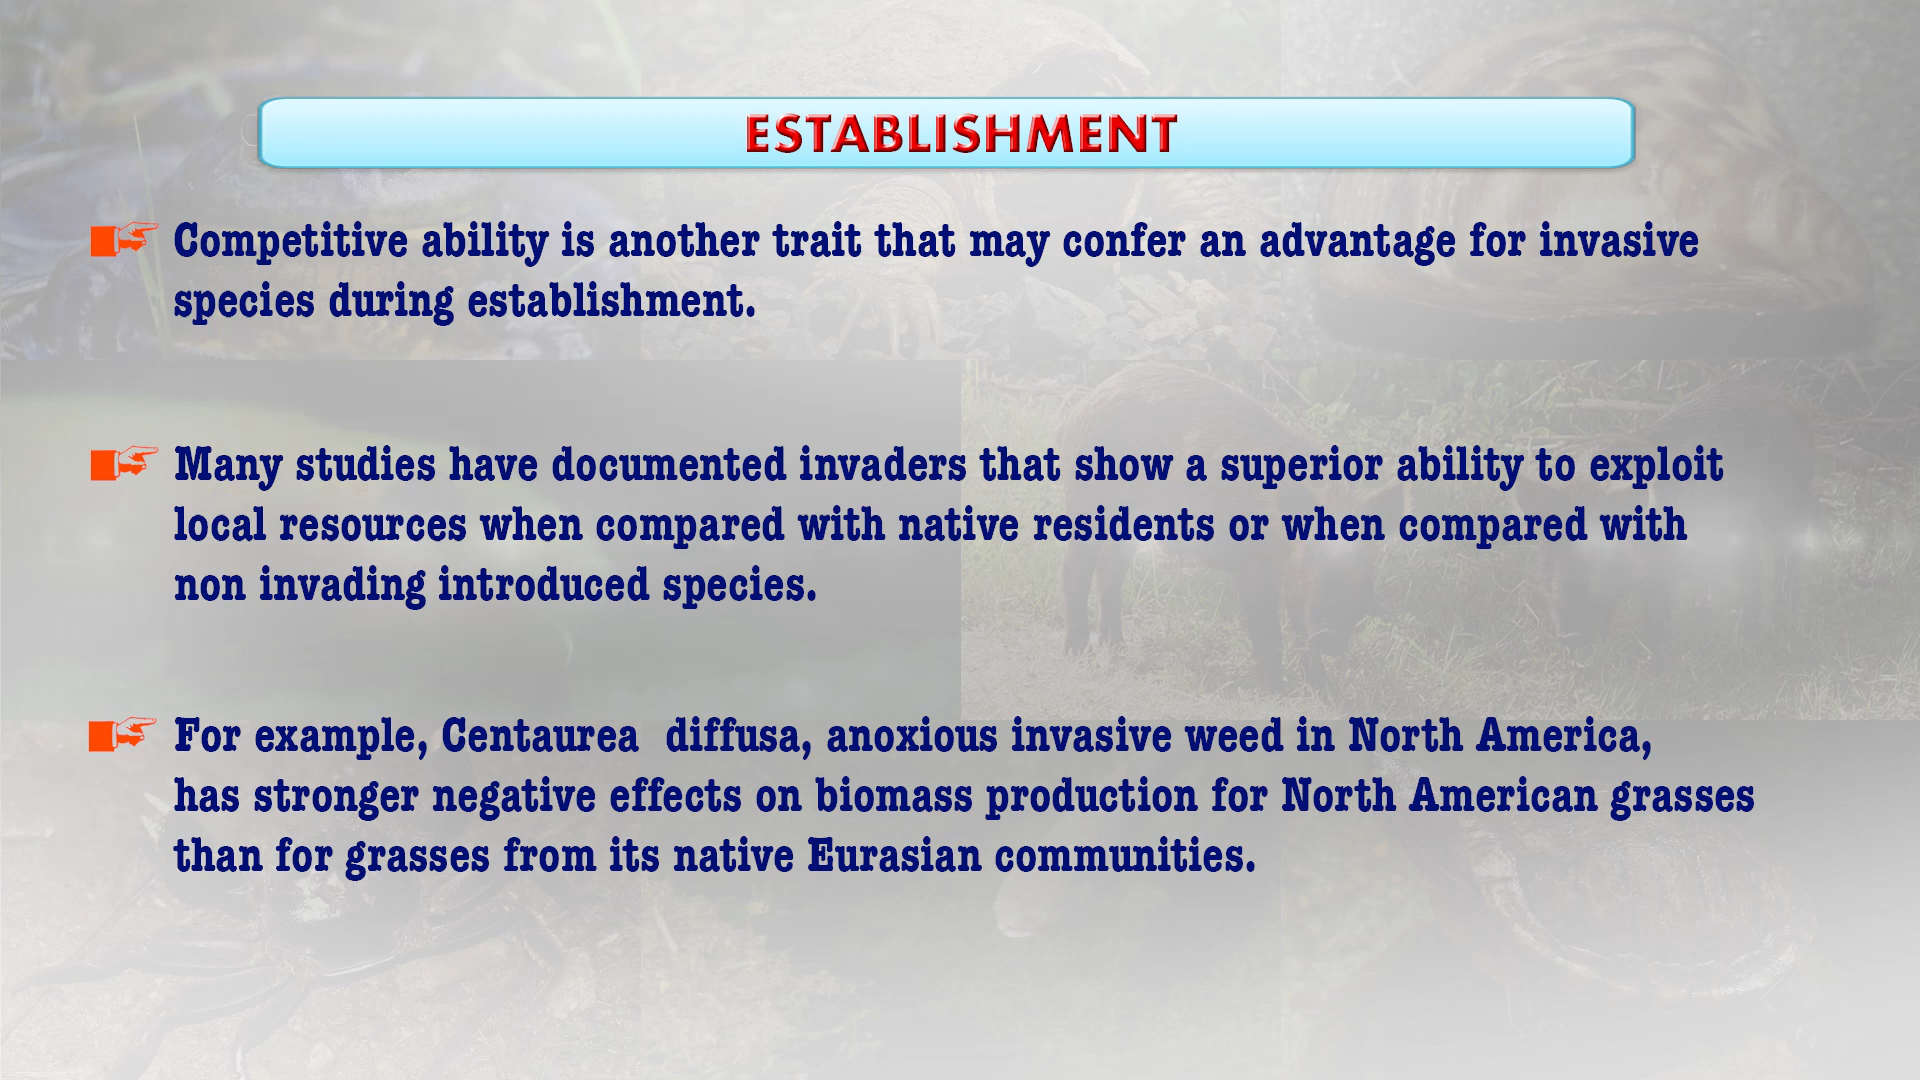 ESTABLISHMENT
Competitive ability is another trait that may confer an advantage for invasive
species during establishment.
Many studies have documented invaders that show a superior ability to exploit
local resources when compared with native residents or when compared with
non invading introduced species.
For example, Centaurea diffusa, anoxious invasive weed in North America,
has stronger negative effects on biomass production for North American grasses
than for grasses from its native Eurasian communities.